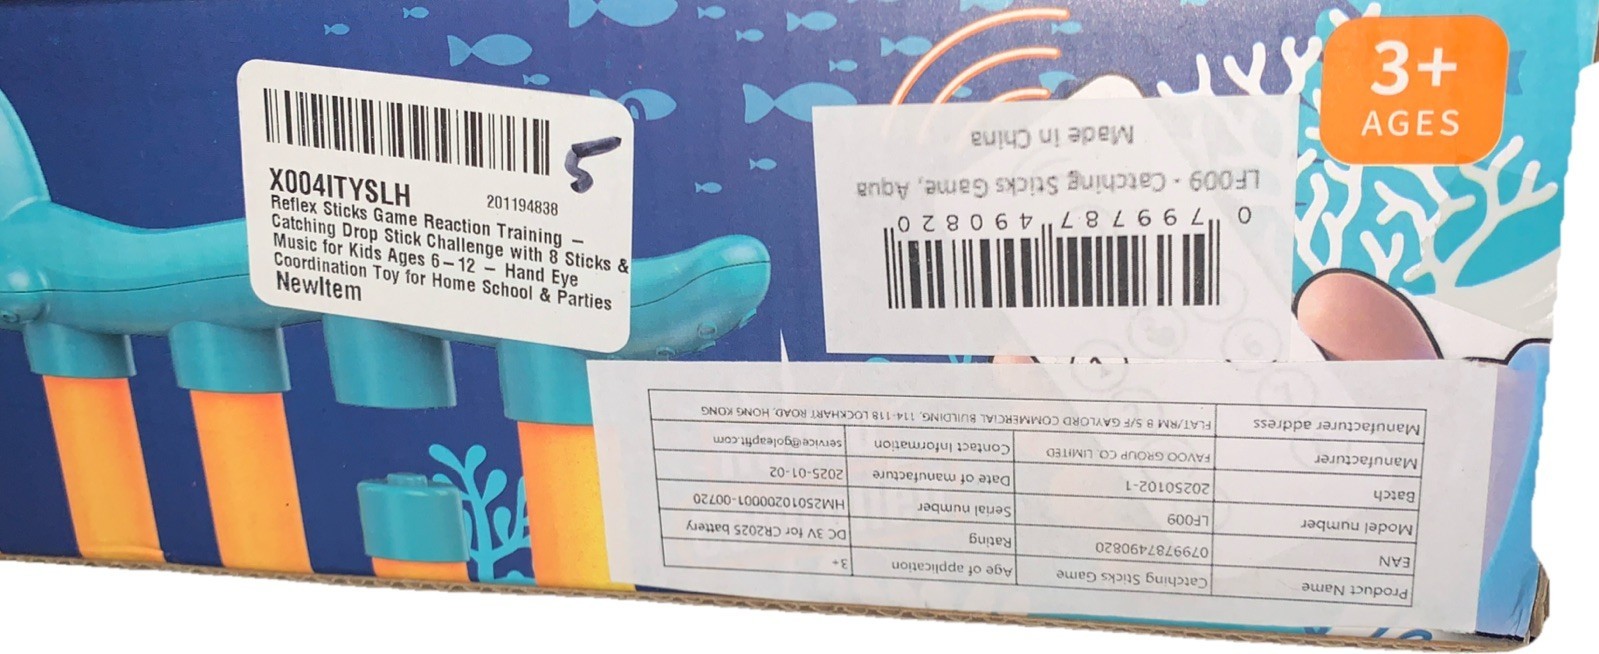 3+
AGES
5
X004ITYSLH
201194838
Reflex Sticks Game Reaction Training –
Catching Drop Stick Challenge with 8 Sticks &
Music for Kids Ages 6–12 – Hand Eye
Coordination Toy for Home School & Parties
NewItem
0 79978 749082 0
LF009 - Catching Sticks Game, Aqua
Made in China
Product Name Catching Sticks Game Age of application 3+
EAN 0799787490820 Rating DC 3V for CR2025 battery
Model number LF009 Serial number HM2501020001-00720
Batch 20250102-1 Date of manufacture 2025-01-02
Manufacturer FAVOO GROUP CO. LIMITED Contact Information service@goleapfit.com
Manufacturer address FLAT/RM 8 5/F GAYLORD COMMERCIAL BUILDING, 114-118 LOCKHART ROAD, HONG KONG